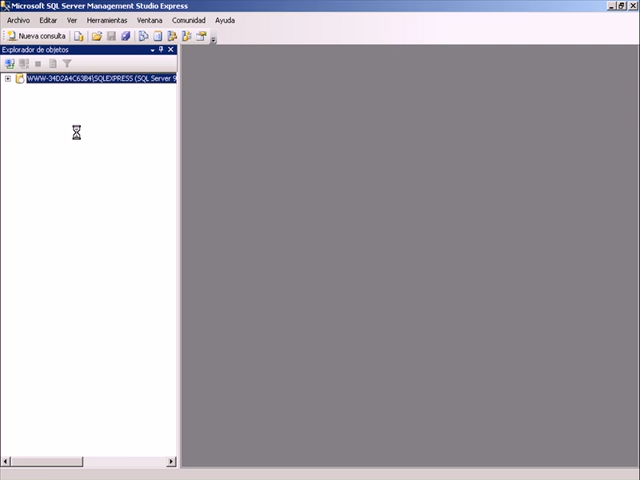 Microsoft SQL Server Management Studio Express
Archivo Editar Ver Herramientas Ventana Comunidad Ayuda
Nueva consulta
Explorador de objetos
WWW-34D2A4C63B4\SQLEXPRESS (SQL Server 9